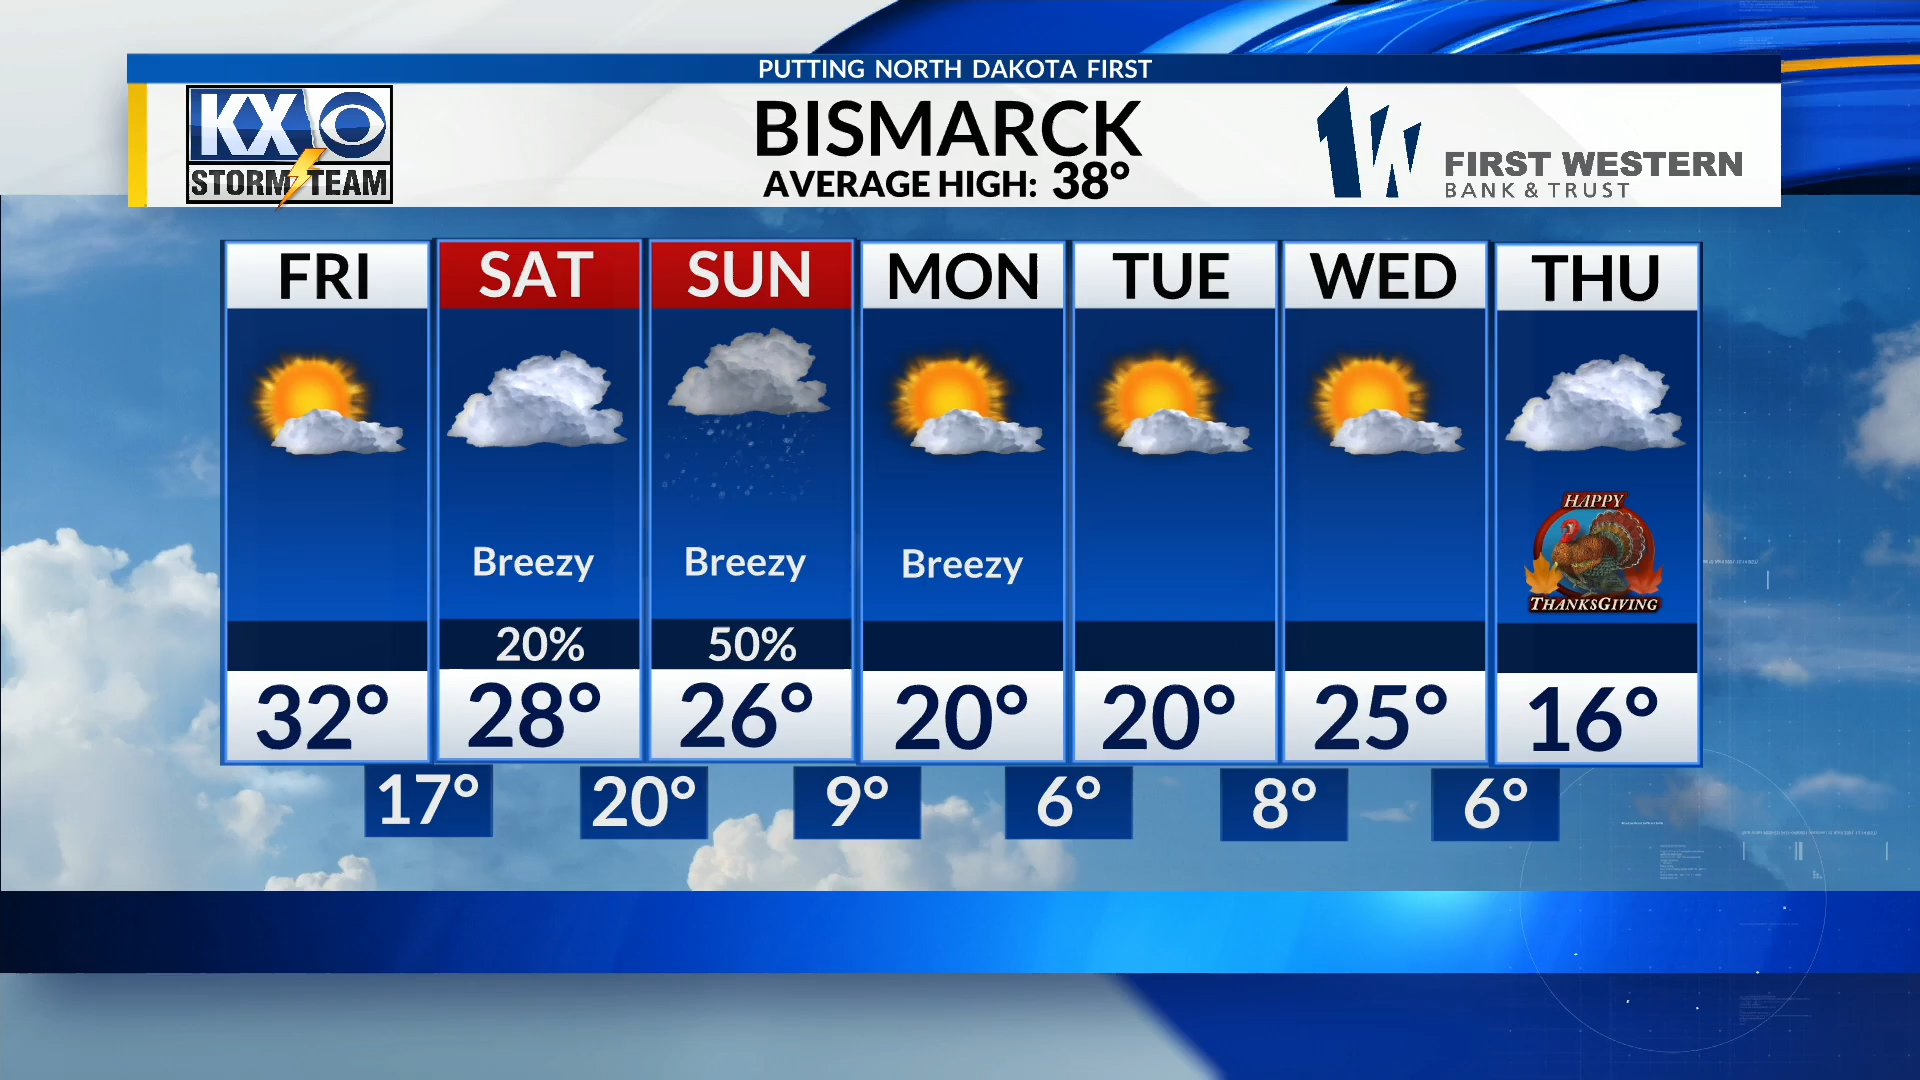 PUTTING NORTH DAKOTA FIRST
KX
STORM TEAM
BISMARCK
AVERAGE HIGH: 38°
FIRST WESTERN
BANK & TRUST
FRI SAT SUN MON TUE WED THU
HAPPY
THANKSGIVING
Breezy Breezy Breezy
20% 50%
32° 28° 26° 20° 20° 25° 16°
17° 20° 9° 6° 8° 6°